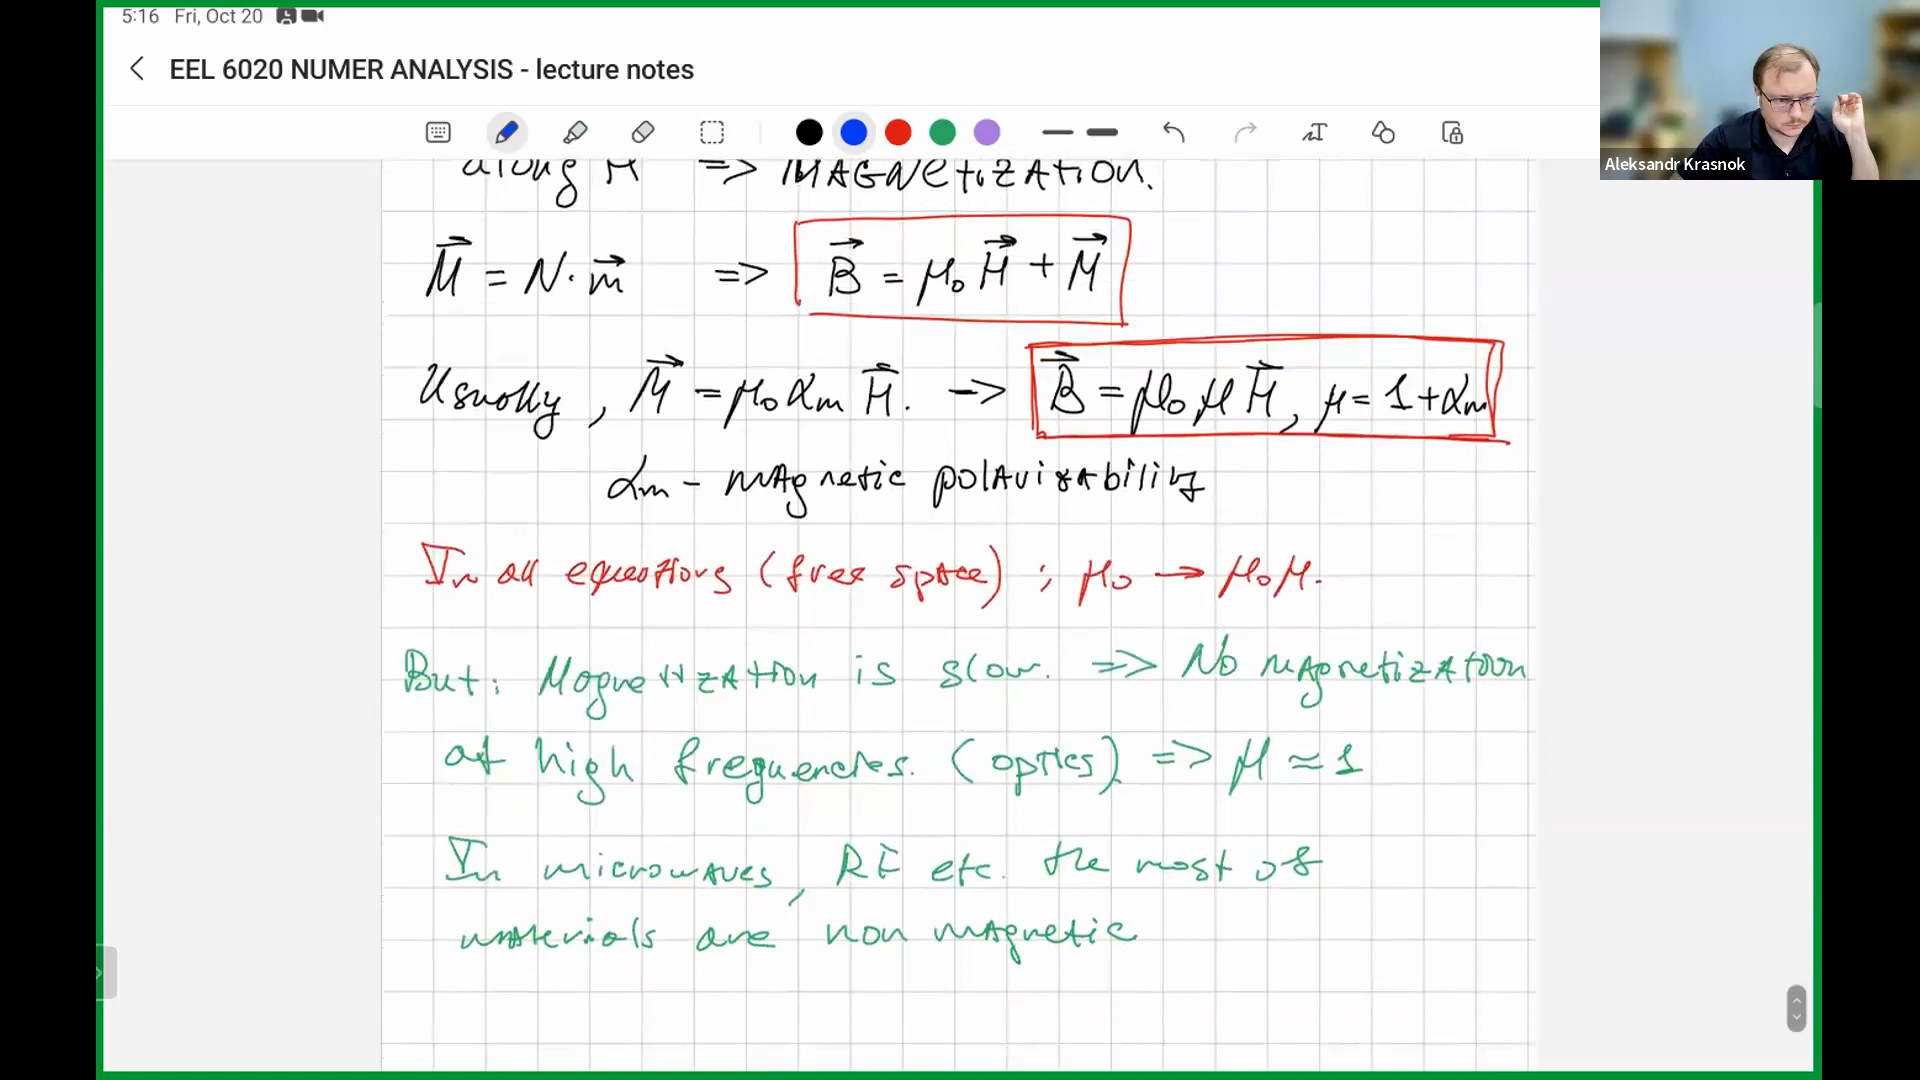 5:16 Fri, Oct 20
EEL 6020 NUMER ANALYSIS - lecture notes
Aleksandr Krasnok
along H => MAGNETIZATION.
M⃗ = N·m⃗ => B⃗ = μ₀H⃗ + M⃗
Usually, M⃗ = μ₀αm H⃗. -> B⃗ = μ₀μH⃗, μ = 1+αm
αm - magnetic polarizability
In all equations (free space); μ₀ → μ₀μ.
But: Magnetization is slow. => No magnetization
at high frequencies. (optics) => μ ≈ 1
In microwaves, RF etc. the most of
materials are non magnetic